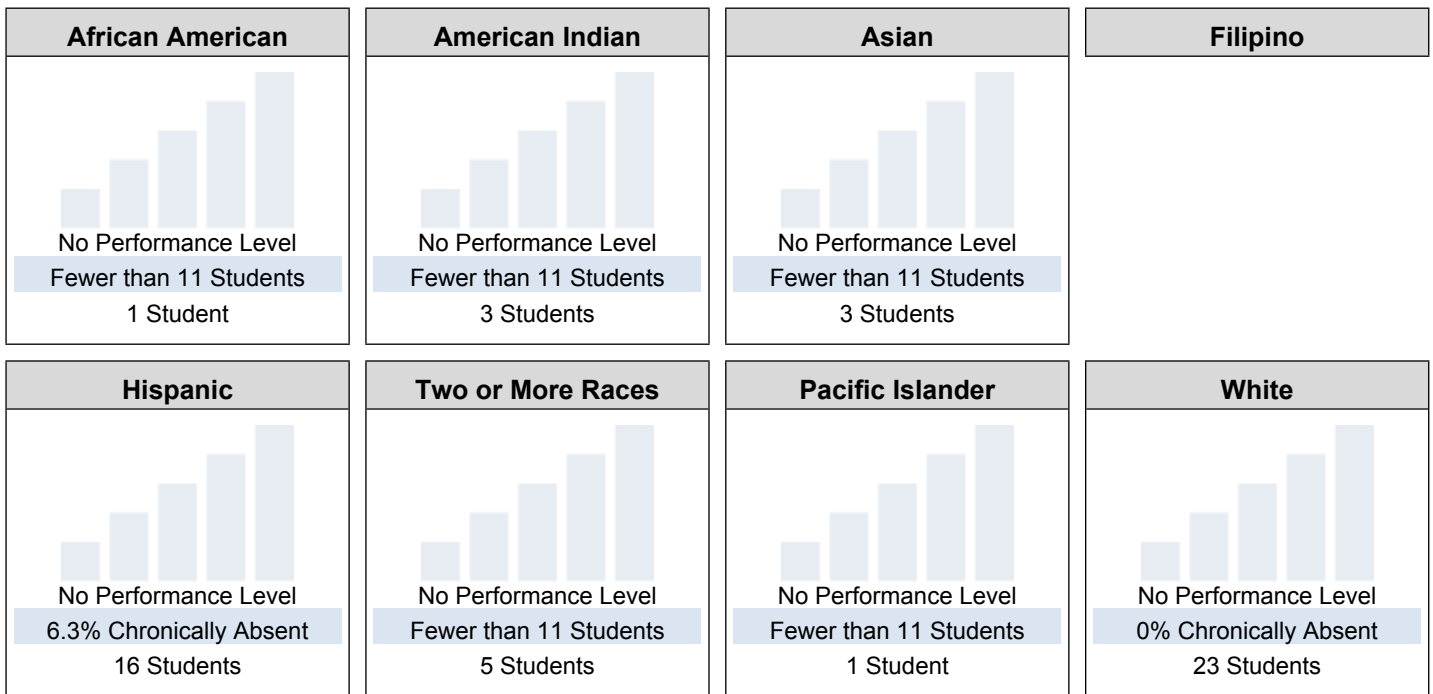 African American
No Performance Level
Fewer than 11 Students
1 Student
American Indian
No Performance Level
Fewer than 11 Students
3 Students
Asian
No Performance Level
Fewer than 11 Students
3 Students
Filipino
Hispanic
No Performance Level
6.3% Chronically Absent
16 Students
Two or More Races
No Performance Level
Fewer than 11 Students
5 Students
Pacific Islander
No Performance Level
Fewer than 11 Students
1 Student
White
No Performance Level
0% Chronically Absent
23 Students